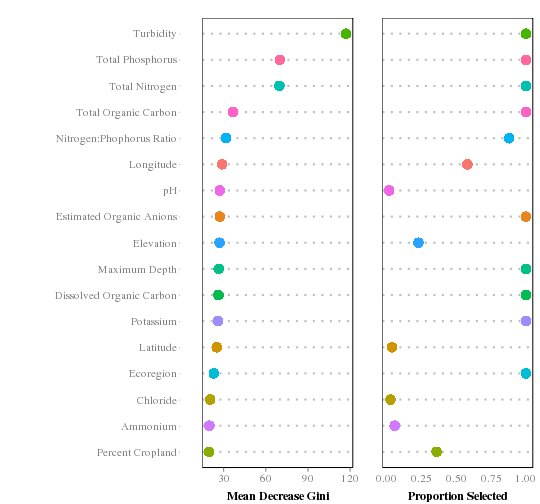 Turbidity
Total Phosphorus
Total Nitrogen
Total Organic Carbon
Nitrogen:Phophorus Ratio
Longitude
pH
Estimated Organic Anions
Elevation
Maximum Depth
Dissolved Organic Carbon
Potassium
Latitude
Ecoregion
Chloride
Ammonium
Percent Cropland
30 60 90 120 0.00 0.25 0.50 0.75 1.00
Mean Decrease Gini Proportion Selected